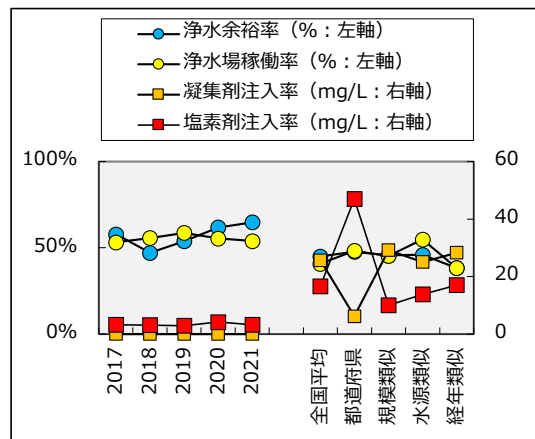 浄水余裕率（%：左軸）
浄水場稼働率（%：左軸）
凝集剤注入率（mg/L：右軸）
塩素剤注入率（mg/L：右軸）
100%
60
40
50%
20
0%
0
2017
2018
2019
2020
2021
全国平均
都道府県
規模類似
水源類似
経年類似